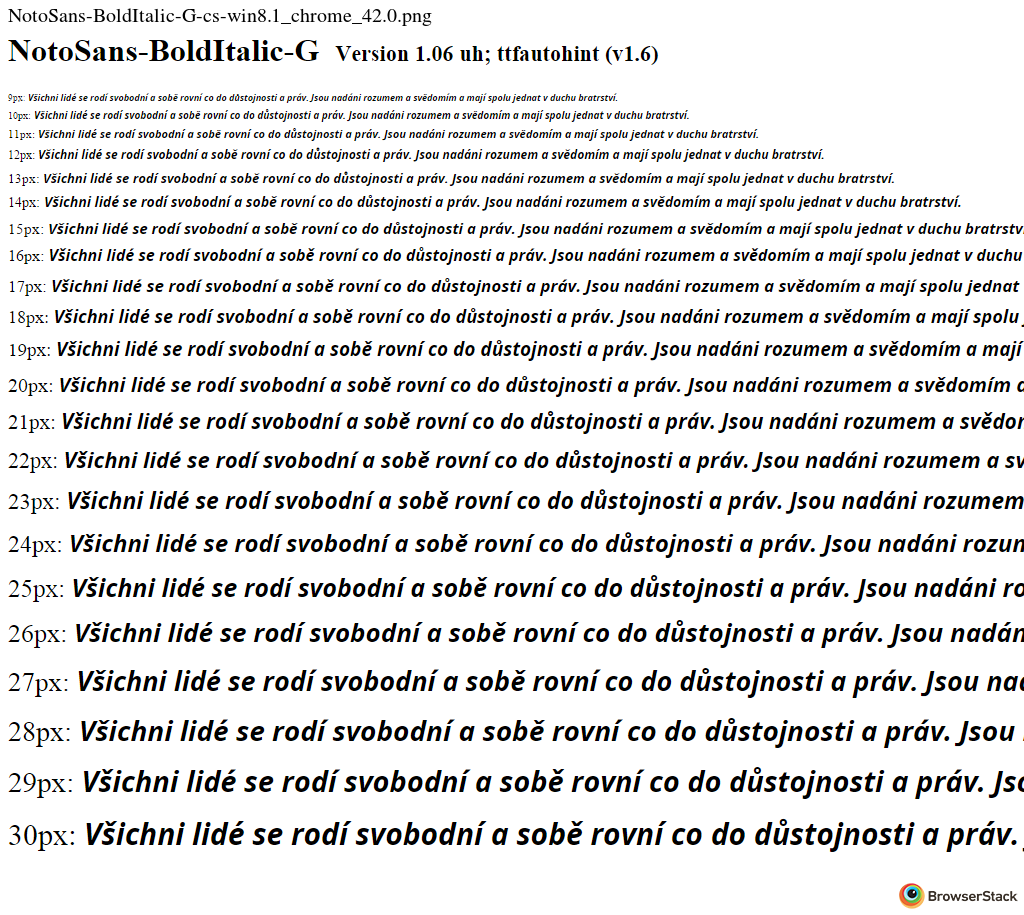 NotoSans-BoldItalic-G-cs-win8.1_chrome_42.0.png
NotoSans-BoldItalic-G Version 1.06 uh; ttfautohint (v1.6)
9px: Všichni lidé se rodí svobodní a sobě rovní co do důstojnosti a práv. Jsou nadáni rozumem a svědomím a mají spolu jednat v duchu bratrství.
10px: Všichni lidé se rodí svobodní a sobě rovní co do důstojnosti a práv. Jsou nadáni rozumem a svědomím a mají spolu jednat v duchu bratrství.
11px: Všichni lidé se rodí svobodní a sobě rovní co do důstojnosti a práv. Jsou nadáni rozumem a svědomím a mají spolu jednat v duchu bratrství.
12px: Všichni lidé se rodí svobodní a sobě rovní co do důstojnosti a práv. Jsou nadáni rozumem a svědomím a mají spolu jednat v duchu bratrství.
13px: Všichni lidé se rodí svobodní a sobě rovní co do důstojnosti a práv. Jsou nadáni rozumem a svědomím a mají spolu jednat v duchu bratrství.
14px: Všichni lidé se rodí svobodní a sobě rovní co do důstojnosti a práv. Jsou nadáni rozumem a svědomím a mají spolu jednat v duchu bratrství.
15px: Všichni lidé se rodí svobodní a sobě rovní co do důstojnosti a práv. Jsou nadáni rozumem a svědomím a mají spolu jednat v duchu bratrstv
16px: Všichni lidé se rodí svobodní a sobě rovní co do důstojnosti a práv. Jsou nadáni rozumem a svědomím a mají spolu jednat v duchu
17px: Všichni lidé se rodí svobodní a sobě rovní co do důstojnosti a práv. Jsou nadáni rozumem a svědomím a mají spolu jednat
18px: Všichni lidé se rodí svobodní a sobě rovní co do důstojnosti a práv. Jsou nadáni rozumem a svědomím a mají spolu
19px: Všichni lidé se rodí svobodní a sobě rovní co do důstojnosti a práv. Jsou nadáni rozumem a svědomím a mají
20px: Všichni lidé se rodí svobodní a sobě rovní co do důstojnosti a práv. Jsou nadáni rozumem a svědomím a
21px: Všichni lidé se rodí svobodní a sobě rovní co do důstojnosti a práv. Jsou nadáni rozumem a svědom
22px: Všichni lidé se rodí svobodní a sobě rovní co do důstojnosti a práv. Jsou nadáni rozumem a sv
23px: Všichni lidé se rodí svobodní a sobě rovní co do důstojnosti a práv. Jsou nadáni rozumem
24px: Všichni lidé se rodí svobodní a sobě rovní co do důstojnosti a práv. Jsou nadáni rozum
25px: Všichni lidé se rodí svobodní a sobě rovní co do důstojnosti a práv. Jsou nadáni ro
26px: Všichni lidé se rodí svobodní a sobě rovní co do důstojnosti a práv. Jsou nadán
27px: Všichni lidé se rodí svobodní a sobě rovní co do důstojnosti a práv. Jsou nad
28px: Všichni lidé se rodí svobodní a sobě rovní co do důstojnosti a práv. Jsou
29px: Všichni lidé se rodí svobodní a sobě rovní co do důstojnosti a práv. Jso
30px: Všichni lidé se rodí svobodní a sobě rovní co do důstojnosti a práv.
BrowserStack